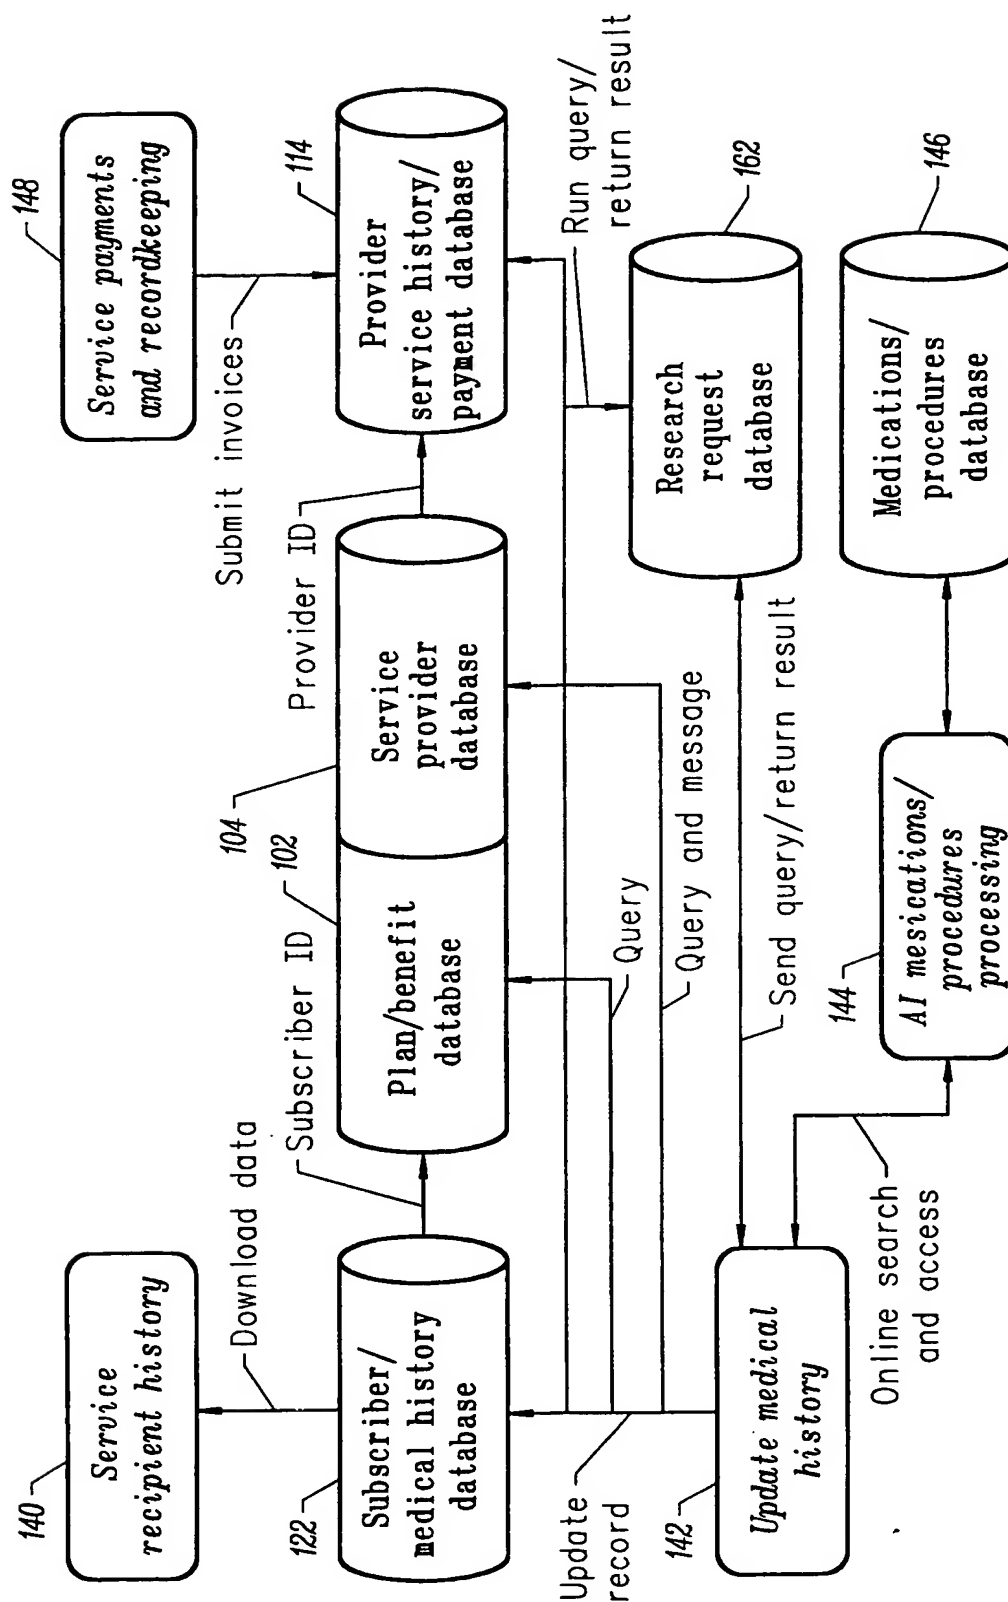 140
Service
recipient history
Download data
148
Service payments
and recordkeeping
Submit invoices
122
Subscriber/
medical history
database
Subscriber ID
102
Plan/benefit
database
104
Service
provider
database
Provider ID
114
Provider
service history/
payment database
Update
record
Query
Query and message
Run query/
return result
142
Update medical
history
Send query/return result
162
Research
request
database
Online search
and access
144
AI mesications/
procedures
processing
146
Medications/
procedures
database